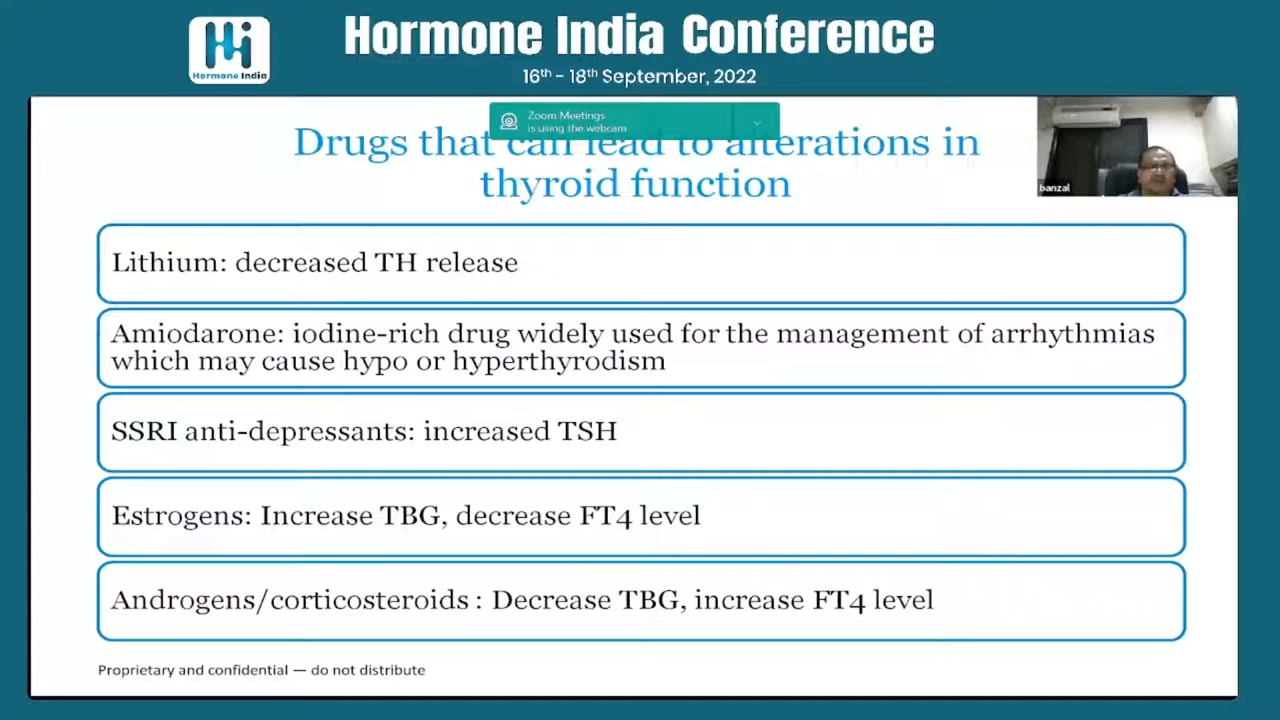 Hormone India
Hormone India Conference
16th - 18th September, 2022
Zoom Meetings
is using the webcam
Drugs that can lead to alterations in
thyroid function
banzal
Lithium: decreased TH release
Amiodarone: iodine-rich drug widely used for the management of arrhythmias
which may cause hypo or hyperthyrodism
SSRI anti-depressants: increased TSH
Estrogens: Increase TBG, decrease FT4 level
Androgens/corticosteroids : Decrease TBG, increase FT4 level
Proprietary and confidential — do not distribute